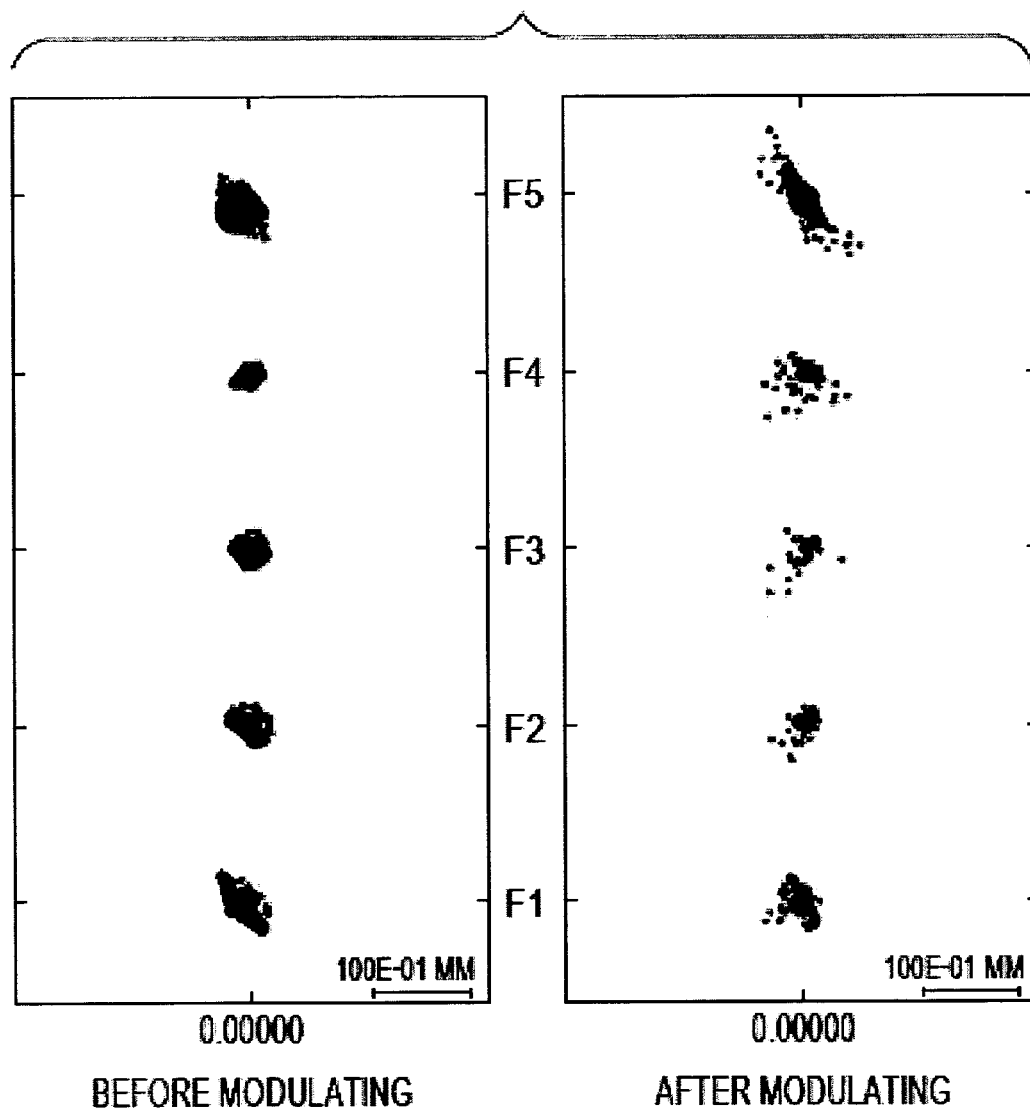 F5
F4
F3
F2
F1
100E-01 MM
100E-01 MM
0.00000
0.00000
BEFORE MODULATING
AFTER MODULATING